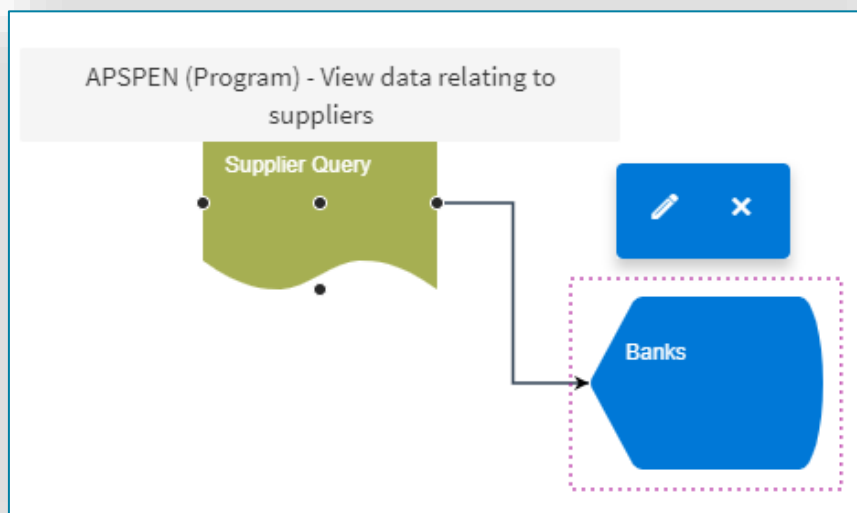 APSPEN (Program) - View data relating to
suppliers
Supplier Query
Banks